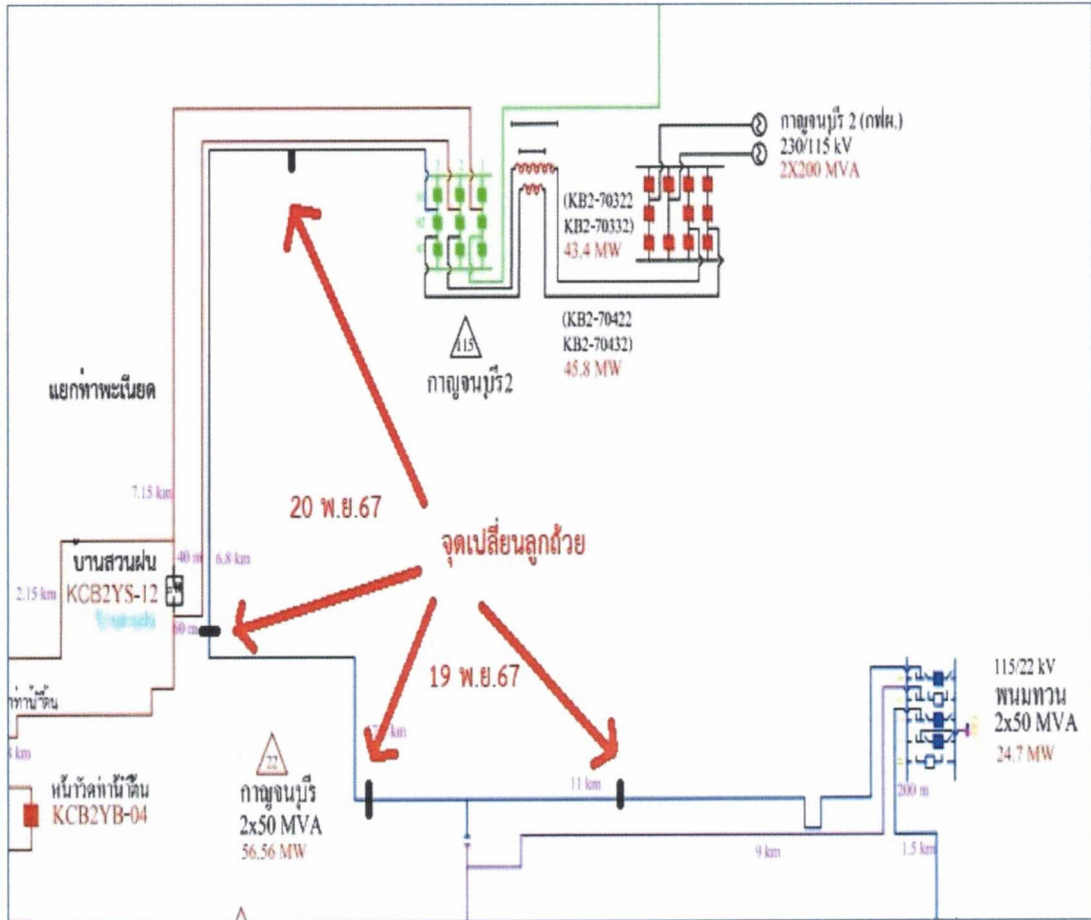 กาญจนบุรี 2 (กฟผ.)
230/115 kV
2X200 MVA
(KB2-70322
KB2-70332)
43.4 MW
(KB2-70422
KB2-70432)
45.8 MW
115
กาญจนบุรี2
แยกท่าพะเนียด
7.15 km
20 พ.ย.67
จุดเปลี่ยนลูกถ้วย
บานสวนฝน
40 m
6.8 km
2.15 km
KCB2YS-12
60 m
19 พ.ย.67
115/22 kV
พนมทวน
2x50 MVA
24.7 MW
km
11 km
200 m
22
กาญจนบุรี
2x50 MVA
56.56 MW
km
หน้าวัดท่าน้ำตื้น
KCB2YB-04
9 km
1.5 km